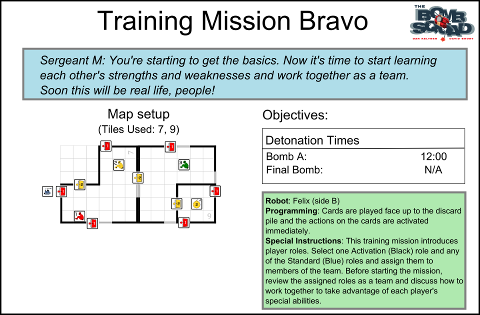 Training Mission Bravo
THE
BOMB
SQUAD
Sergeant M: You're starting to get the basics. Now it's time to start learning
each other's strengths and weaknesses and work together as a team.
Soon this will be real life, people!
Map setup
(Tiles Used: 7, 9)
Objectives:
Detonation Times
Bomb A: 12:00
Final Bomb: N/A
Robot: Felix (side B)
Programming: Cards are played face up to the discard
pile and the actions on the cards are activated
immediately.
Special Instructions: This training mission introduces
player roles. Select one Activation (Black) role and any
of the Standard (Blue) roles and assign them to
members of the team. Before starting the mission,
review the assigned roles as a team and discuss how to
work together to take advantage of each player's
special abilities.